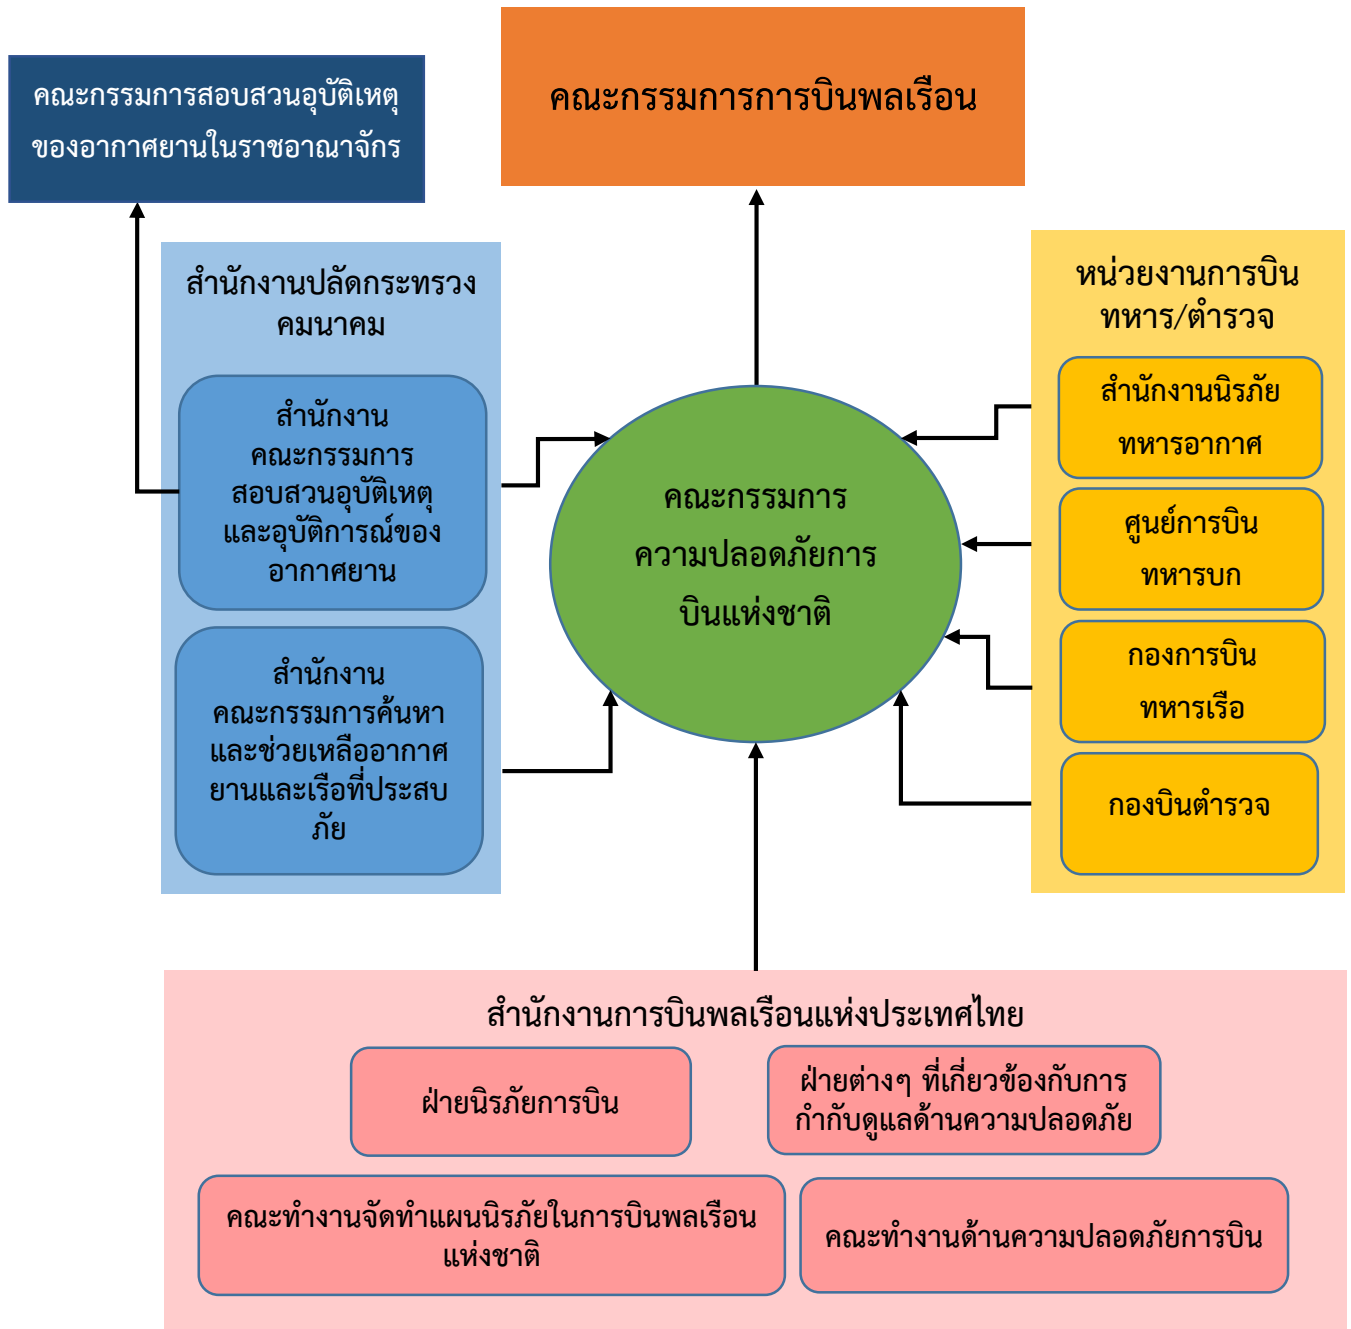 คณะกรรมการสอบสวนอุบัติเหตุ
ของอากาศยานในราชอาณาจักร
คณะกรรมการการบินพลเรือน
สำนักงานปลัดกระทรวง
คมนาคม
สำนักงาน
คณะกรรมการ
สอบสวนอุบัติเหตุ
และอุบัติการณ์ของ
อากาศยาน
สำนักงาน
คณะกรรมการค้นหา
และช่วยเหลืออากาศ
ยานและเรือที่ประสบ
ภัย
คณะกรรมการ
ความปลอดภัยการ
บินแห่งชาติ
หน่วยงานการบิน
ทหาร/ตำรวจ
สำนักงานนิรภัย
ทหารอากาศ
ศูนย์การบิน
ทหารบก
กองการบิน
ทหารเรือ
กองบินตำรวจ
สำนักงานการบินพลเรือนแห่งประเทศไทย
ฝ่ายนิรภัยการบิน
ฝ่ายต่างๆ ที่เกี่ยวข้องกับการ
กำกับดูแลด้านความปลอดภัย
คณะทำงานจัดทำแผนนิรภัยในการบินพลเรือน
แห่งชาติ
คณะทำงานด้านความปลอดภัยการบิน